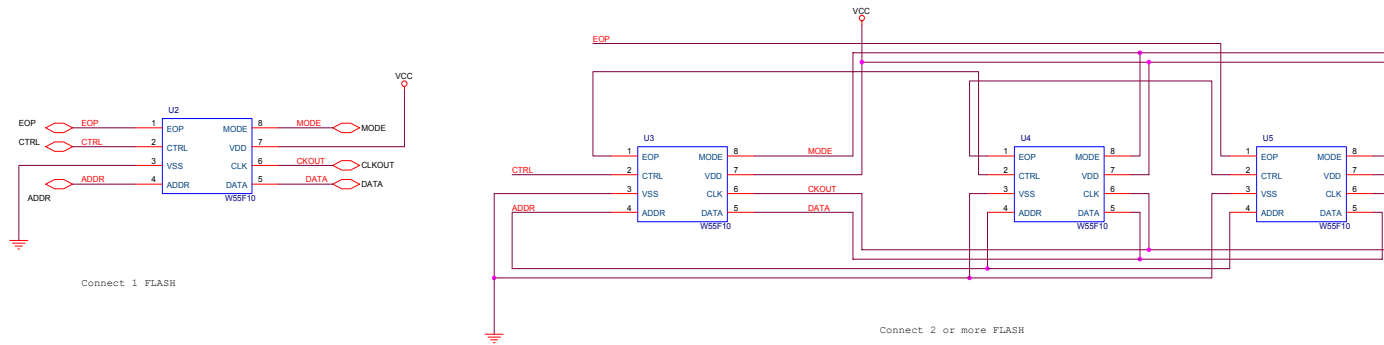 VCC
EOP
VCC
U2
EOP EOP 1 EOP MODE 8 MODE MODE
CTRL CTRL 2 CTRL VDD 7
3 VSS CLK 6 CKOUT CLKOUT
ADDR 4 ADDR DATA 5 DATA DATA
ADDR
W55F10
U3
1 EOP MODE 8 MODE
CTRL 2 CTRL VDD 7
3 VSS CLK 6 CKOUT
ADDR 4 ADDR DATA 5 DATA
W55F10
U4
1 EOP MODE 8
2 CTRL VDD 7
3 VSS CLK 6
4 ADDR DATA 5
W55F10
U5
1 EOP MODE 8
2 CTRL VDD 7
3 VSS CLK 6
4 ADDR DATA 5
W55F10
Connect 1 FLASH
Connect 2 or more FLASH